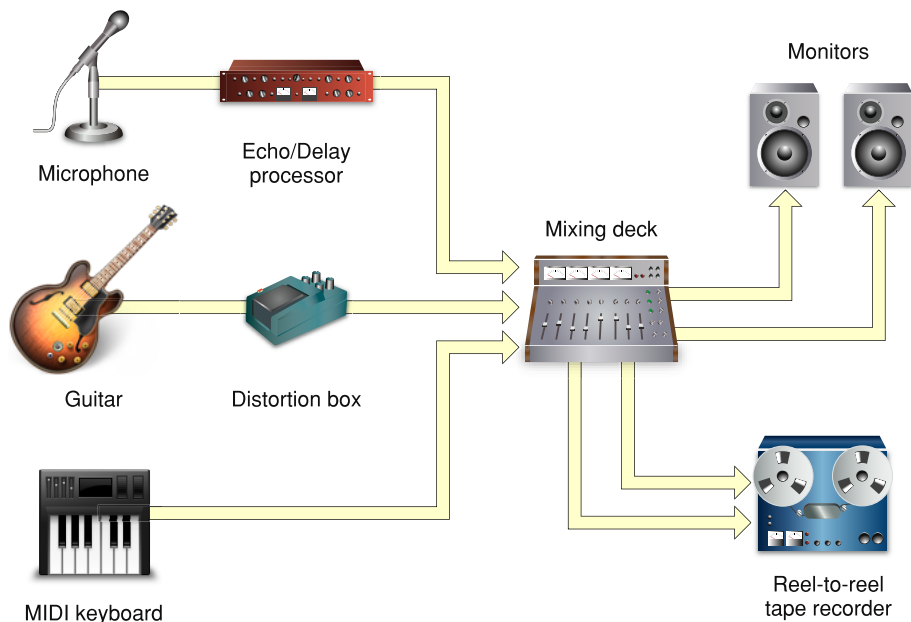 Monitors
Microphone
Echo/Delay
processor
Mixing deck
Guitar
Distortion box
MIDI keyboard
Reel-to-reel
tape recorder